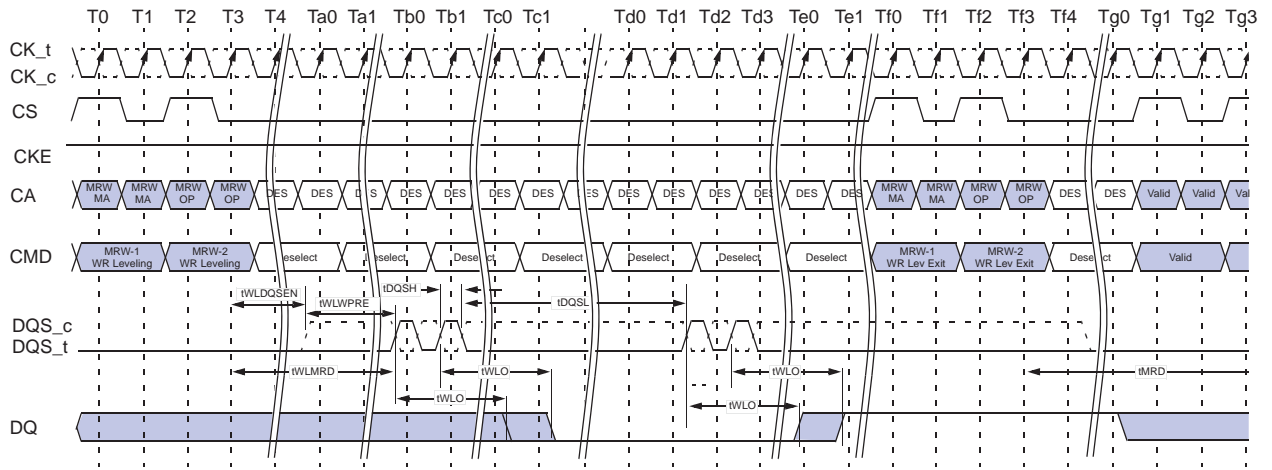 T0 T1 T2 T3 T4 Ta0 Ta1 Tb0 Tb1 Tc0 Tc1 Td0 Td1 Td2 Td3 Te0 Te1 Tf0 Tf1 Tf2 Tf3 Tf4 Tg0 Tg1 Tg2 Tg3
CK_t
CK_c
CS
CKE
CA
MRW MRW MRW MRW DES DES DES DES DES DES DES DES DES DES DES DES DES DES MRW MRW MRW MRW DES DES Valid Valid Val
MA MA OP OP MA MA OP OP
CMD
MRW-1 MRW-2 eselect eselect Deselect Deselect Deselect Deselect Deselect MRW-1 MRW-2 Deselect Valid
WR Leveling WR Leveling WR Lev Exit WR Lev Exit
tDQSH
tWLDQSEN
tDQSL
tWLWPRE
DQS_c
DQS_t
tWLMRD tWLO tWLO tMRD
tWLO tWLO
DQ